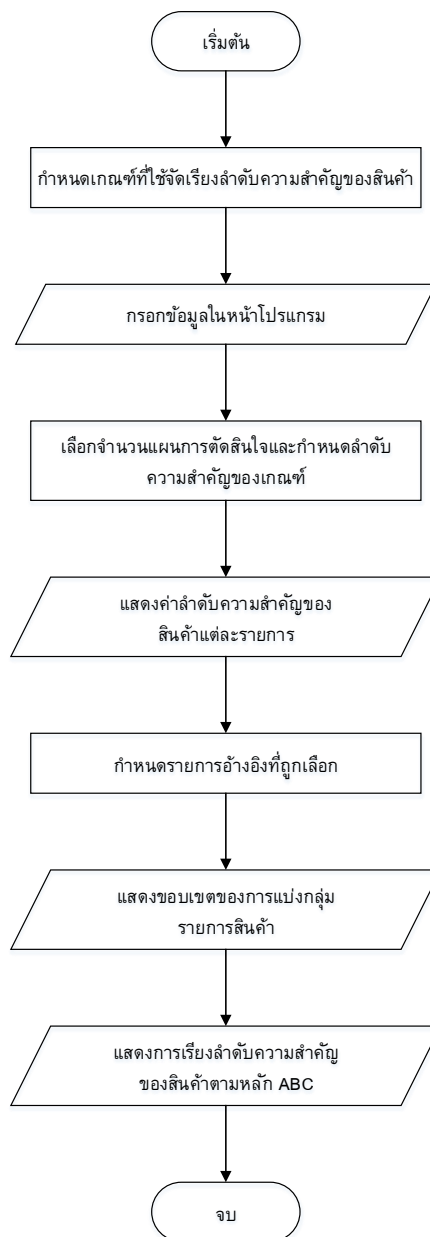 เริ่มต้น
กำหนดเกณฑ์ที่ใช้จัดเรียงลำดับความสำคัญของสินค้า
กรอกข้อมูลในหน้าโปรแกรม
เลือกจำนวนแผนการตัดสินใจและกำหนดลำดับ
ความสำคัญของเกณฑ์
แสดงค่าลำดับความสำคัญของ
สินค้าแต่ละรายการ
กำหนดรายการอ้างอิงที่ถูกเลือก
แสดงขอบเขตของการแบ่งกลุ่ม
รายการสินค้า
แสดงการเรียงลำดับความสำคัญ
ของสินค้าตามหลัก ABC
จบ